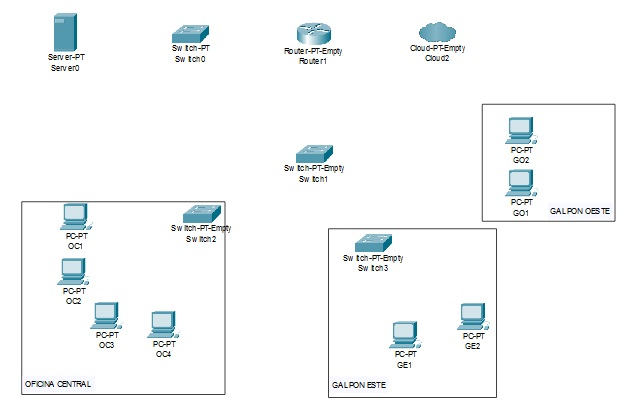 Server-PT
Server0
Switch-PT
Switch0
Router-PT-Empty
Router1
Cloud-PT-Empty
Cloud2
PC-PT
GO2
Switch-PT-Empty
Switch1
PC-PT
GO1
GALPON OESTE
PC-PT
OC1
Switch-PT-Empty
Switch2
Switch-PT-Empty
Switch3
PC-PT
OC2
PC-PT
OC3
PC-PT
OC4
PC-PT
GE1
PC-PT
GE2
OFICINA CENTRAL
GALPON ESTE